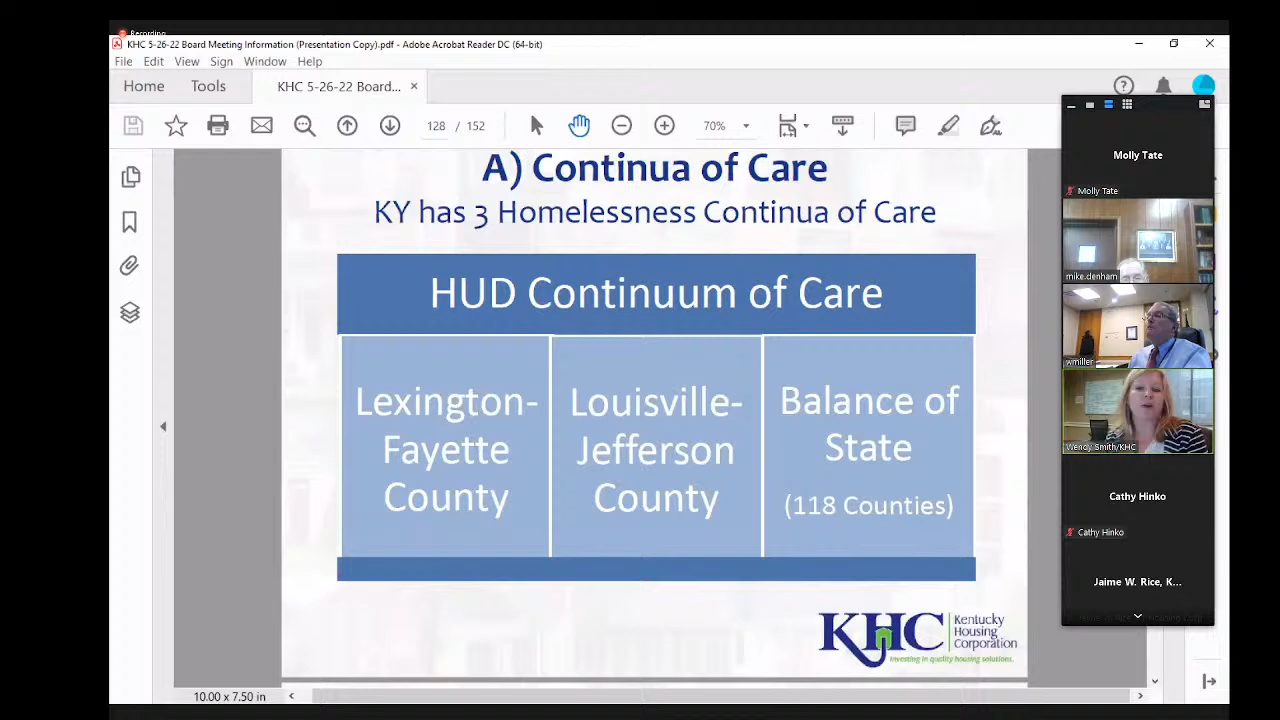 Recording
KHC 5-26-22 Board Meeting Information (Presentation Copy).pdf - Adobe Acrobat Reader DC (64-bit)
File Edit View Sign Window Help
Home Tools KHC 5-26-22 Board... ×
128 / 152 70%
A) Continua of Care
KY has 3 Homelessness Continua of Care
HUD Continuum of Care
Lexington-
Fayette
County
Louisville-
Jefferson
County
Balance of
State
(118 Counties)
KHC
Kentucky
Housing
Corporation
Investing in quality housing solutions.
10.00 x 7.50 in
Molly Tate
Molly Tate
mike.denham
wmiller
Wendy Smith/KHC
Cathy Hinko
Cathy Hinko
Jaime W. Rice, K...